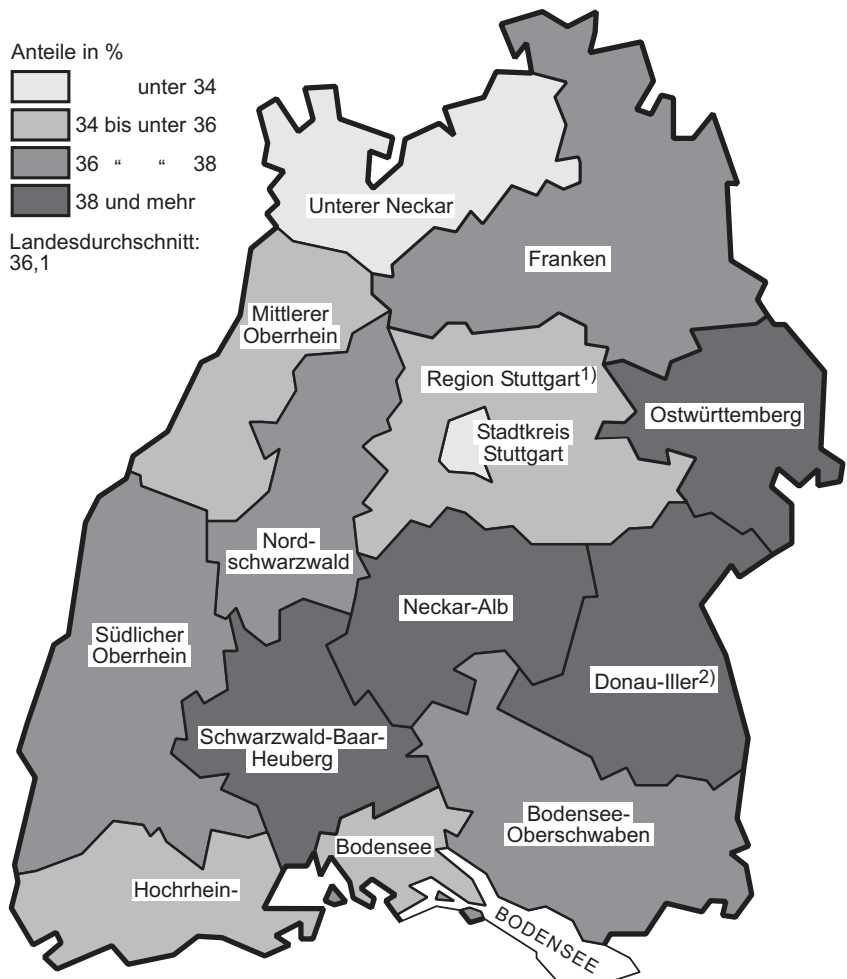 Anteile in %
unter 34
34 bis unter 36
36 “ “ 38
38 und mehr
Landesdurchschnitt:
36,1
Unterer Neckar
Franken
Mittlerer
Oberrhein
Region Stuttgart1)
Ostwürttemberg
Stadtkreis
Stuttgart
Nord-
schwarzwald
Neckar-Alb
Südlicher
Oberrhein
Donau-Iller2)
Schwarzwald-Baar-
Heuberg
Bodensee-
Oberschwaben
Bodensee
Hochrhein-
BODENSEE